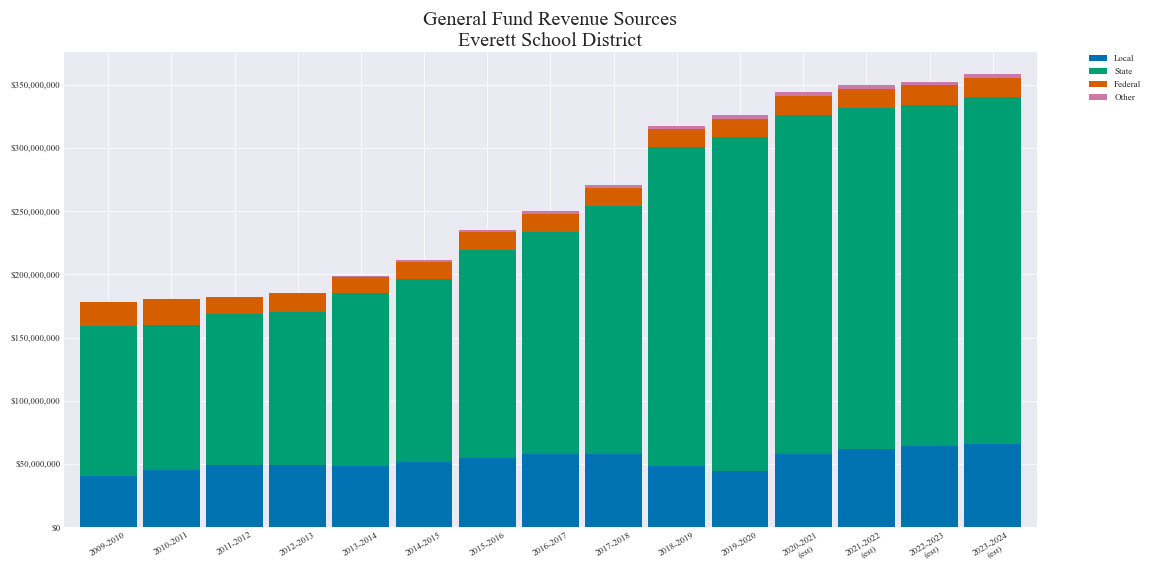 General Fund Revenue Sources
Everett School District
Local
State
Federal
Other
$350,000,000
$300,000,000
$250,000,000
$200,000,000
$150,000,000
$100,000,000
$50,000,000
$0
2009-2010
2010-2011
2011-2012
2012-2013
2013-2014
2014-2015
2015-2016
2016-2017
2017-2018
2018-2019
2019-2020
2020-2021
(est)
2021-2022
(est)
2022-2023
(est)
2023-2024
(est)